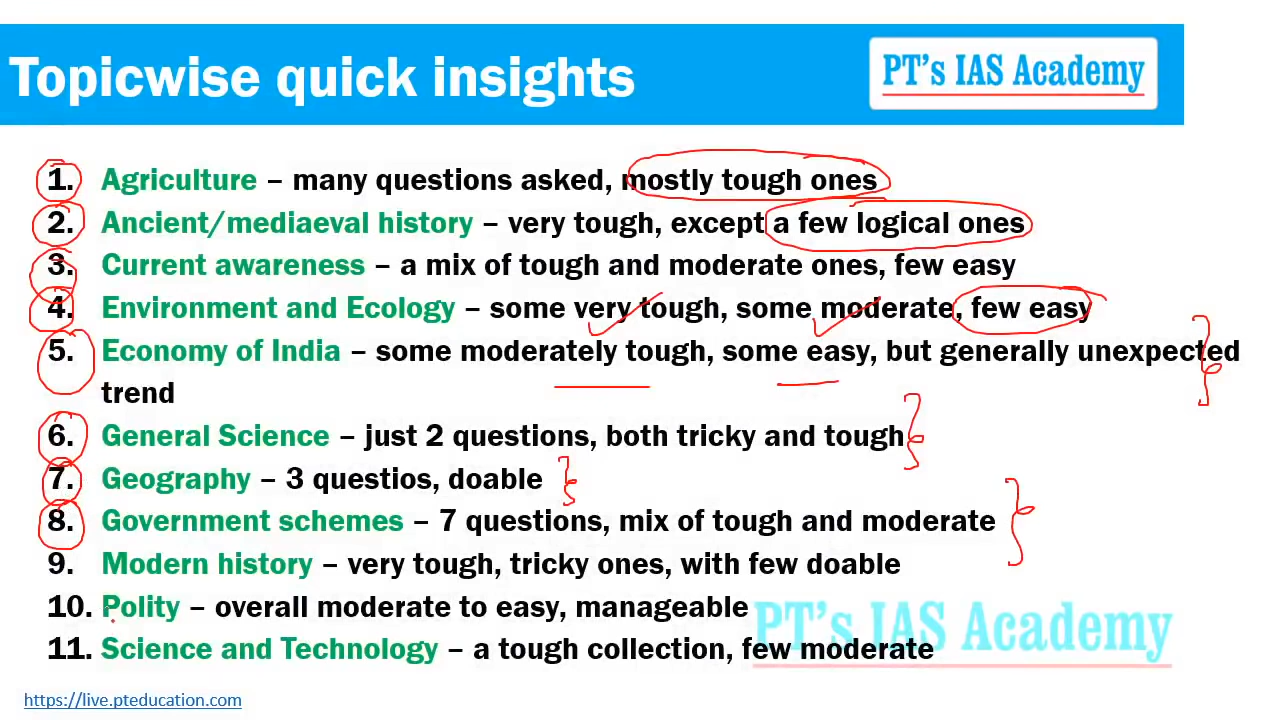 Topicwise quick insights
PT's IAS Academy
1. Agriculture – many questions asked, mostly tough ones
2. Ancient/mediaeval history – very tough, except a few logical ones
3. Current awareness – a mix of tough and moderate ones, few easy
4. Environment and Ecology – some very tough, some moderate, few easy
5. Economy of India – some moderately tough, some easy, but generally unexpected
trend
6. General Science – just 2 questions, both tricky and tough
7. Geography – 3 questios, doable
8. Government schemes – 7 questions, mix of tough and moderate
9. Modern history – very tough, tricky ones, with few doable
10. Polity – overall moderate to easy, manageable
PT's IAS Academy
11. Science and Technology – a tough collection, few moderate
https://live.pteducation.com